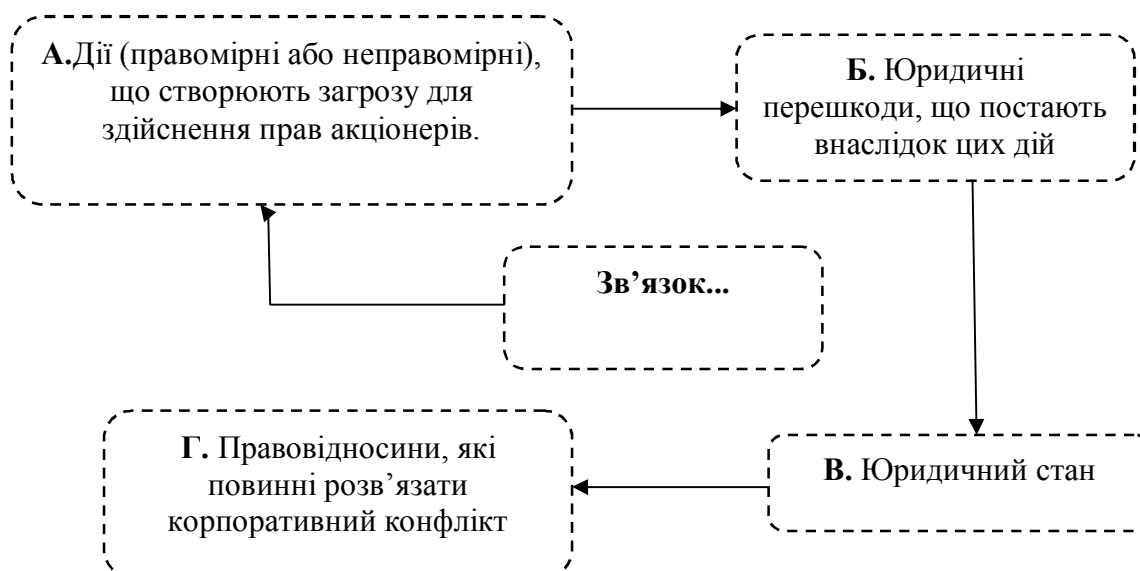 А.Дії (правомірні або неправомірні),
що створюють загрозу для
здійснення прав акціонерів.
Б. Юридичні
перешкоди, що постають
внаслідок цих дій
Зв’язок...
Г. Правовідносини, які
повинні розв’язати
корпоративний конфлікт
В. Юридичний стан